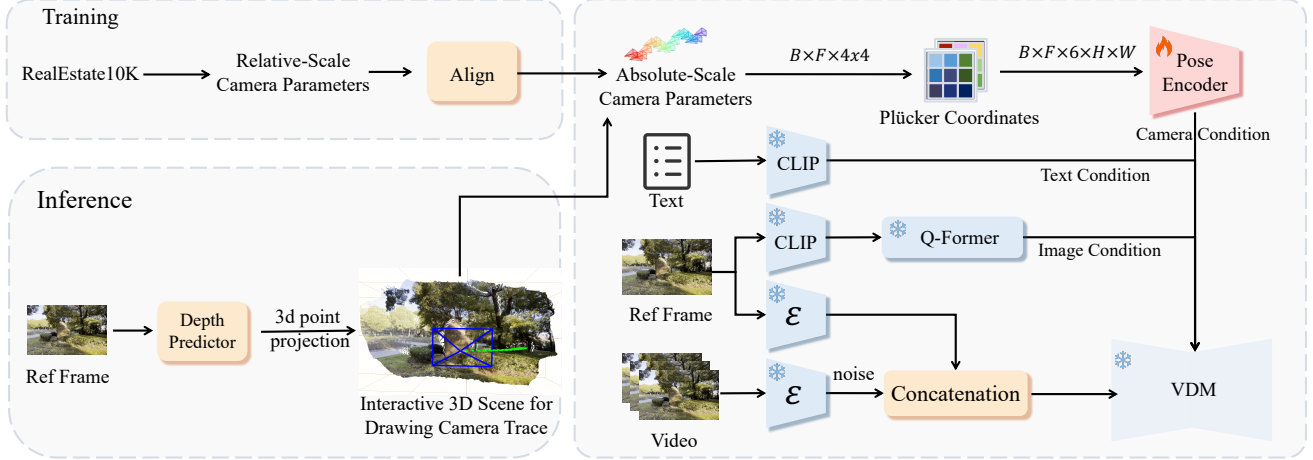 Training
RealEstate10K
Relative-Scale
Camera Parameters
Align
Absolute-Scale
Camera Parameters
B×F×4x4
Plücker Coordinates
B×F×6×H×W
Pose
Encoder
Camera Condition
Text
CLIP
Text Condition
Ref Frame
CLIP
Q-Former
Image Condition
ℰ
Video
ℰ
noise
Concatenation
VDM
Inference
Ref Frame
Depth
Predictor
3d point
projection
Interactive 3D Scene for
Drawing Camera Trace